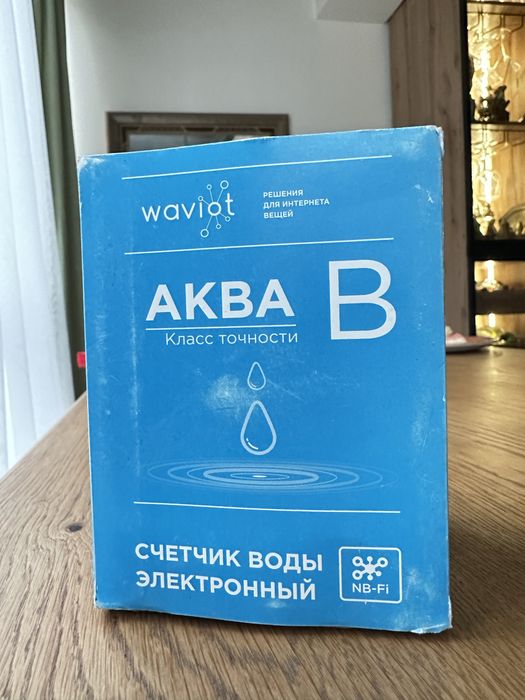 waviot
РЕШЕНИЯ
ДЛЯ ИНТЕРНЕТА
ВЕЩЕЙ
АКВА B
Класс точности
СЧЕТЧИК ВОДЫ
ЭЛЕКТРОННЫЙ
NB-Fi